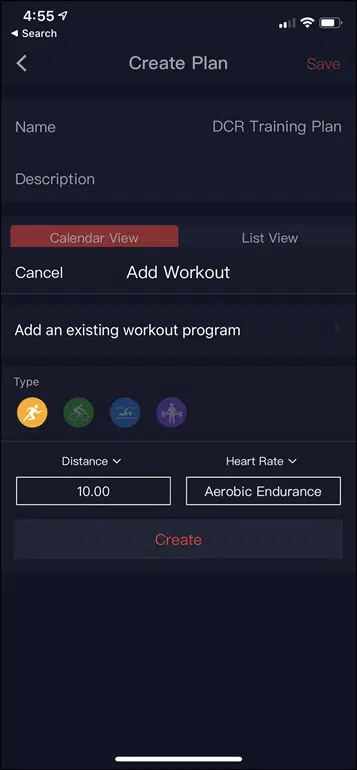 4:55
Search
Create Plan
Save
Name
DCR Training Plan
Description
Calendar View
List View
Cancel
Add Workout
Add an existing workout program
Type
Distance
Heart Rate
10.00
Aerobic Endurance
Create